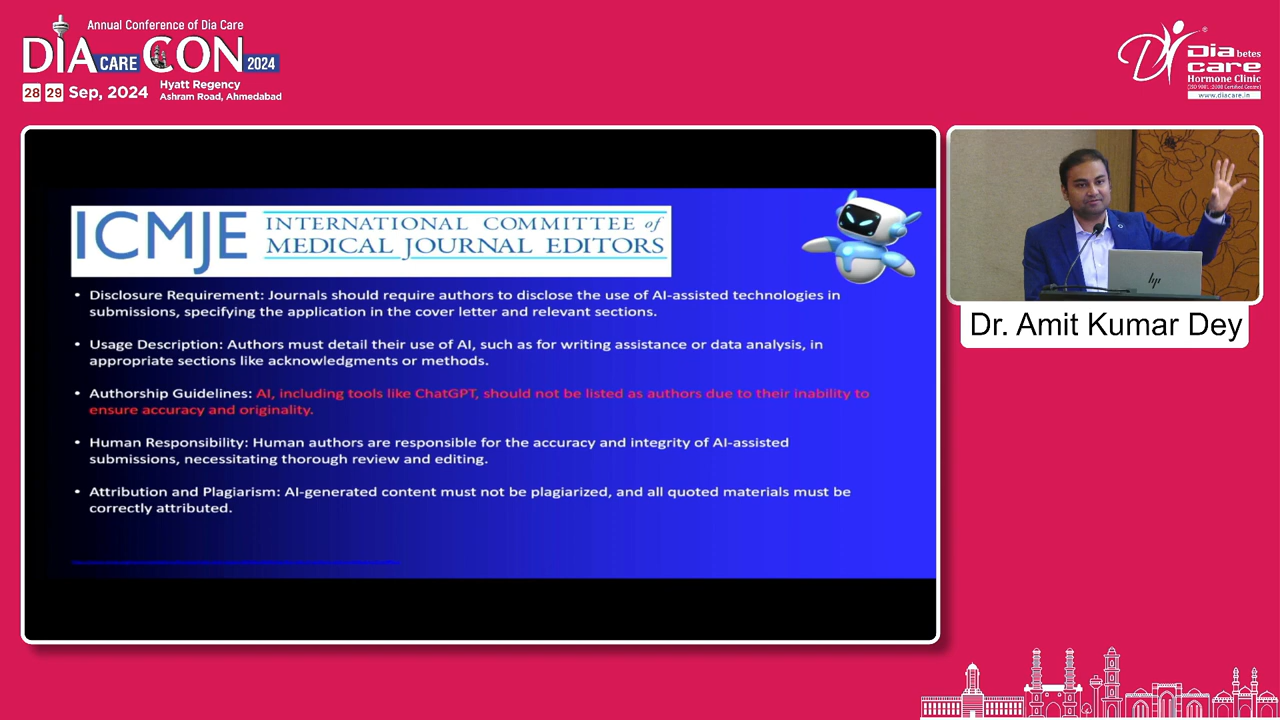 Annual Conference of Dia Care
DIA CARE CON 2024
28 29 Sep, 2024
Hyatt Regency
Ashram Road, Ahmedabad
Diabetes
care
Hormone Clinic
(ISO 9001 :2008 Certified Centre)
www.diacare.in
ICMJE INTERNATIONAL COMMITTEE of
MEDICAL JOURNAL EDITORS
• Disclosure Requirement: Journals should require authors to disclose the use of AI-assisted technologies in
submissions, specifying the application in the cover letter and relevant sections.
• Usage Description: Authors must detail their use of AI, such as for writing assistance or data analysis, in
appropriate sections like acknowledgments or methods.
• Authorship Guidelines: AI, including tools like ChatGPT, should not be listed as authors due to their inability to
ensure accuracy and originality.
• Human Responsibility: Human authors are responsible for the accuracy and integrity of AI-assisted
submissions, necessitating thorough review and editing.
• Attribution and Plagiarism: AI-generated content must not be plagiarized, and all quoted materials must be
correctly attributed.
hp
Dr. Amit Kumar Dey